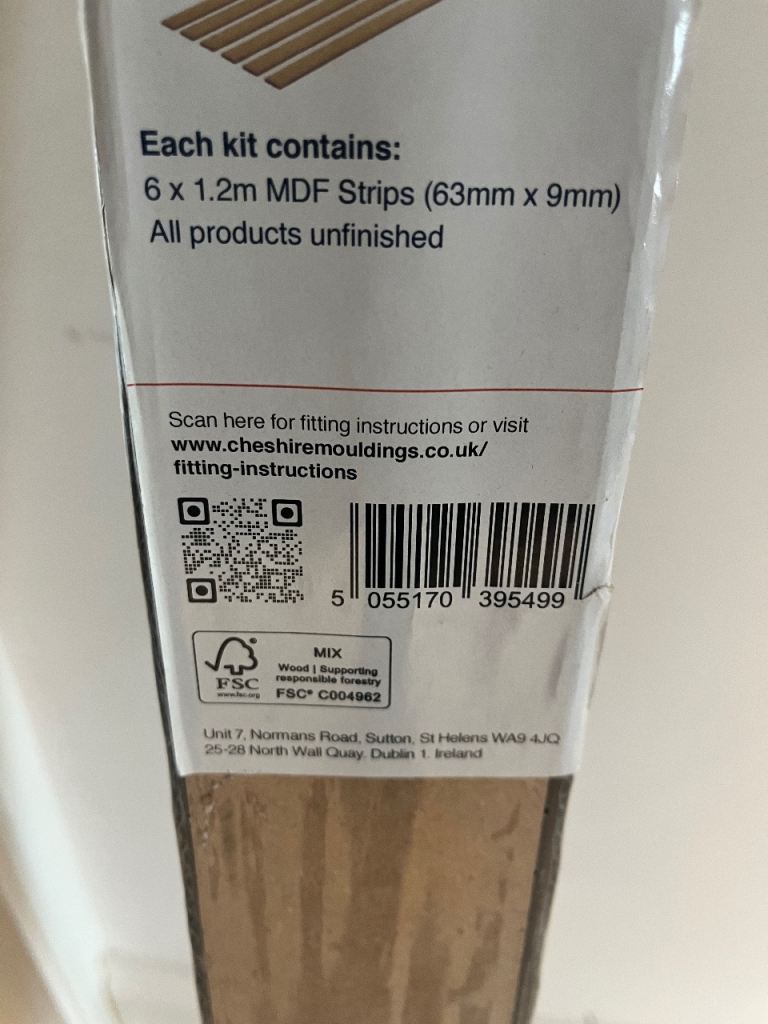 Each kit contains:
6 x 1.2m MDF Strips (63mm x 9mm)
All products unfinished
Scan here for fitting instructions or visit
www.cheshiremouldings.co.uk/
fitting-instructions
5 055170 395499
FSC
www.fsc.org
MIX
Wood | Supporting
responsible forestry
FSC® C004962
Unit 7, Normans Road, Sutton, St Helens WA9 4JQ
25-28 North Wall Quay, Dublin 1, Ireland